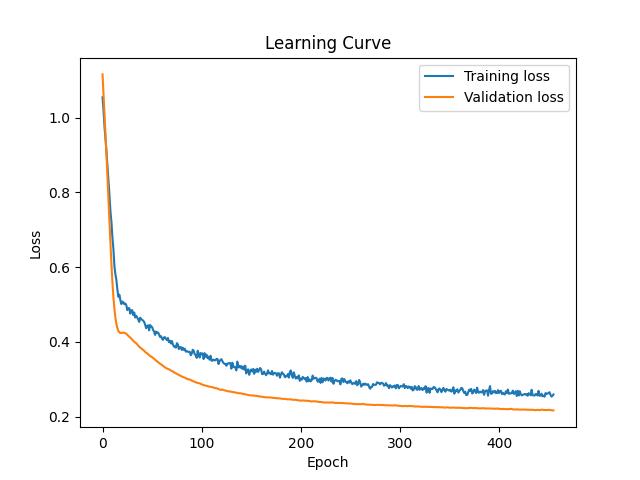 Learning Curve
Training loss
Validation loss
1.0
0.8
0.6
0.4
0.2
Loss
0 100 200 300 400
Epoch